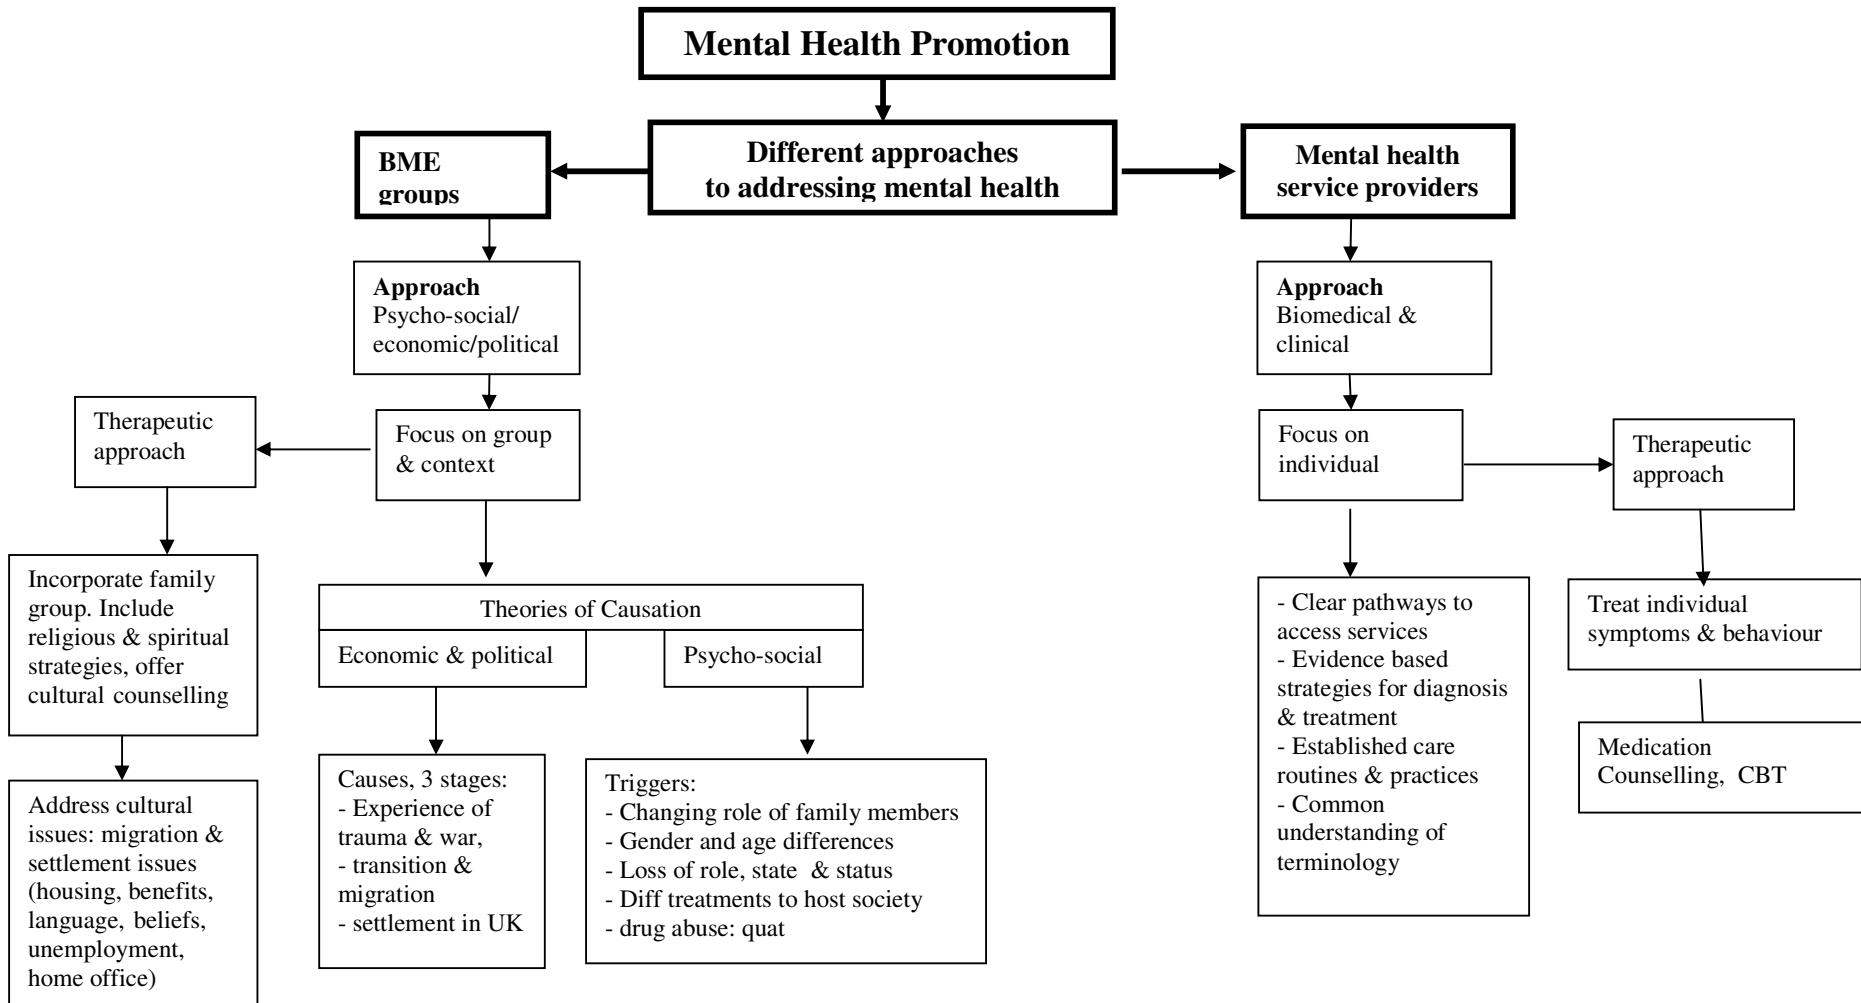 Mental Health Promotion
Different approaches
to addressing mental health
BME
groups
Approach
Psycho-social/
economic/political
Focus on group
& context
Therapeutic
approach
Incorporate family
group. Include
religious & spiritual
strategies, offer
cultural counselling
Address cultural
issues: migration &
settlement issues
(housing, benefits,
language, beliefs,
unemployment,
home office)
Theories of Causation
Economic & political
Causes, 3 stages:
- Experience of
trauma & war,
- transition &
migration
- settlement in UK
Psycho-social
Triggers:
- Changing role of family members
- Gender and age differences
- Loss of role, state & status
- Diff treatments to host society
- drug abuse: quat
Mental health
service providers
Approach
Biomedical &
clinical
Focus on
individual
- Clear pathways to
access services
- Evidence based
strategies for diagnosis
& treatment
- Established care
routines & practices
- Common
understanding of
terminology
Therapeutic
approach
Treat individual
symptoms & behaviour
Medication
Counselling, CBT